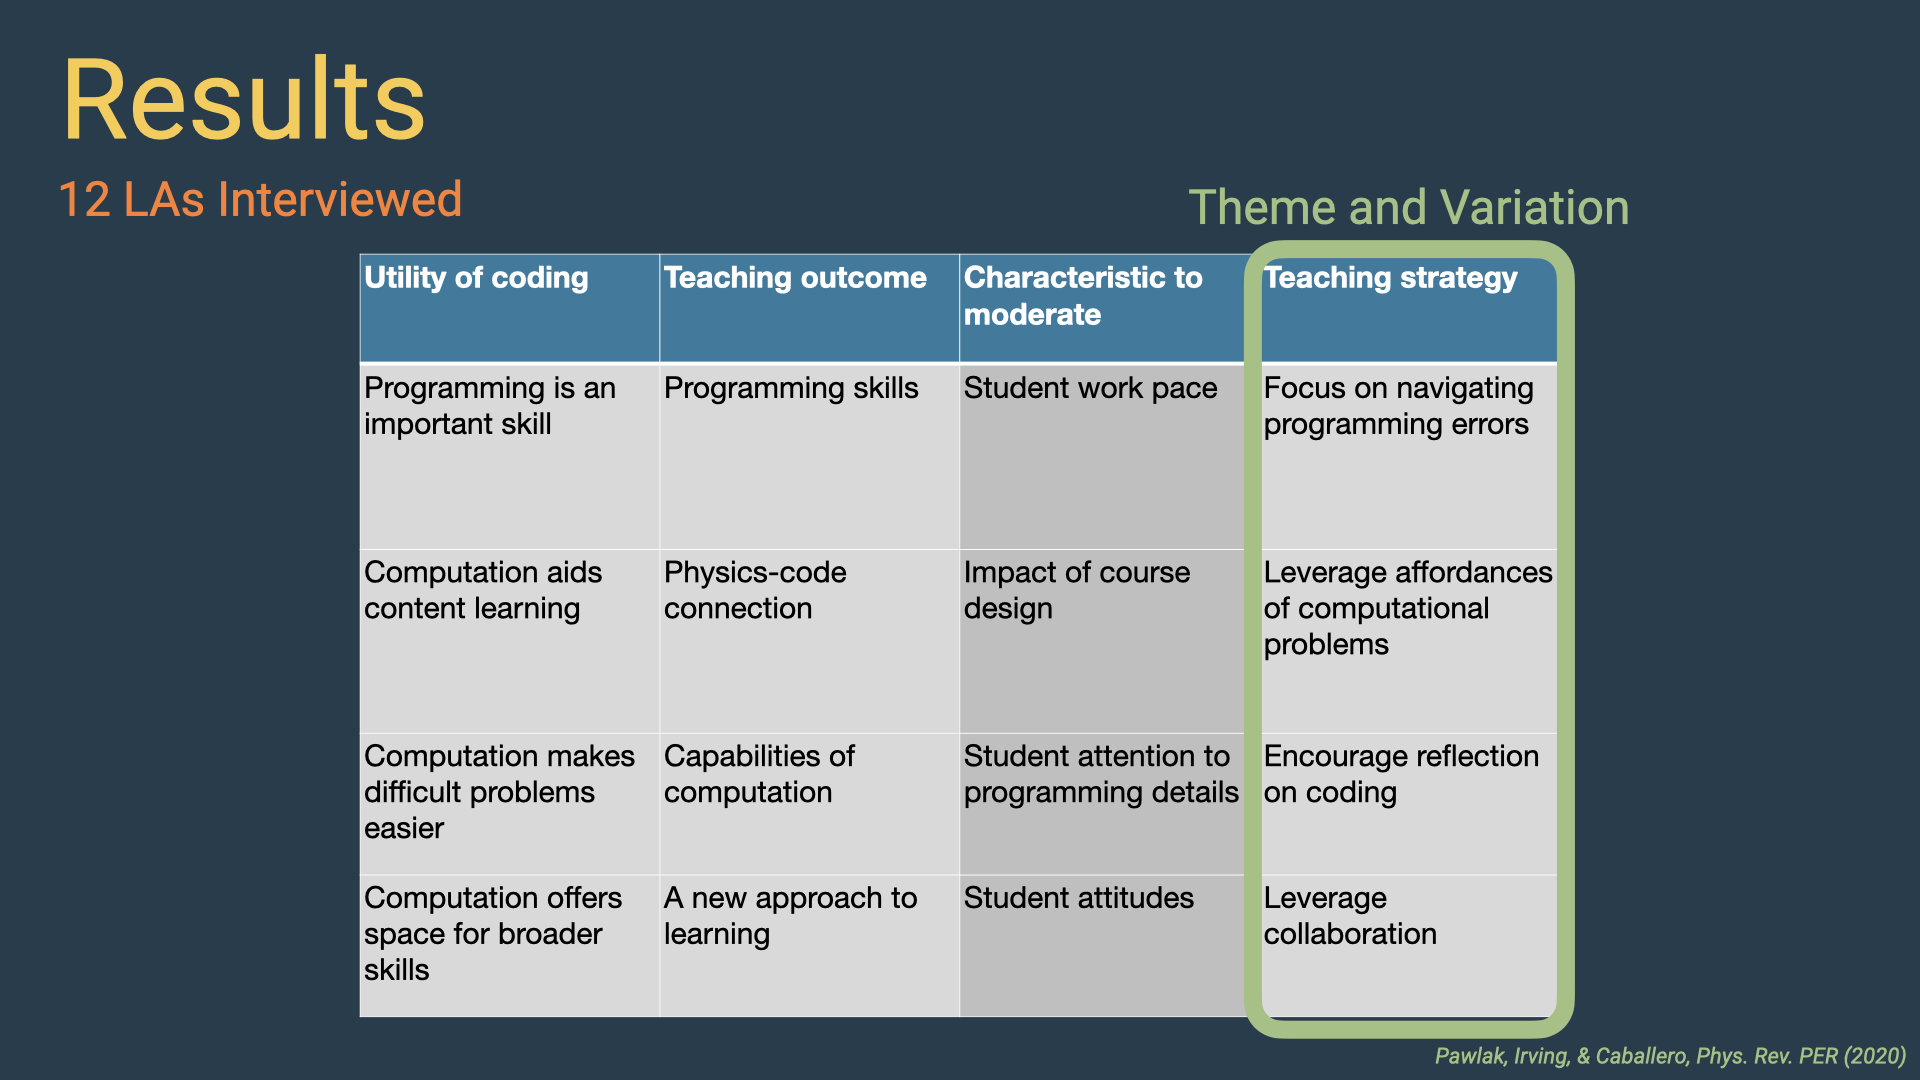 Results
12 LAs Interviewed
Theme and Variation
Utility of coding
Teaching outcome
Characteristic to
moderate
Teaching strategy
Programming is an
important skill
Programming skills
Student work pace
Focus on navigating
programming errors
Computation aids
content learning
Physics-code
connection
Impact of course
design
Leverage affordances
of computational
problems
Computation makes
difficult problems
easier
Capabilities of
computation
Student attention to
programming details
Encourage reflection
on coding
Computation offers
space for broader
skills
A new approach to
learning
Student attitudes
Leverage
collaboration
Pawlak, Irving, & Caballero, Phys. Rev. PER (2020)